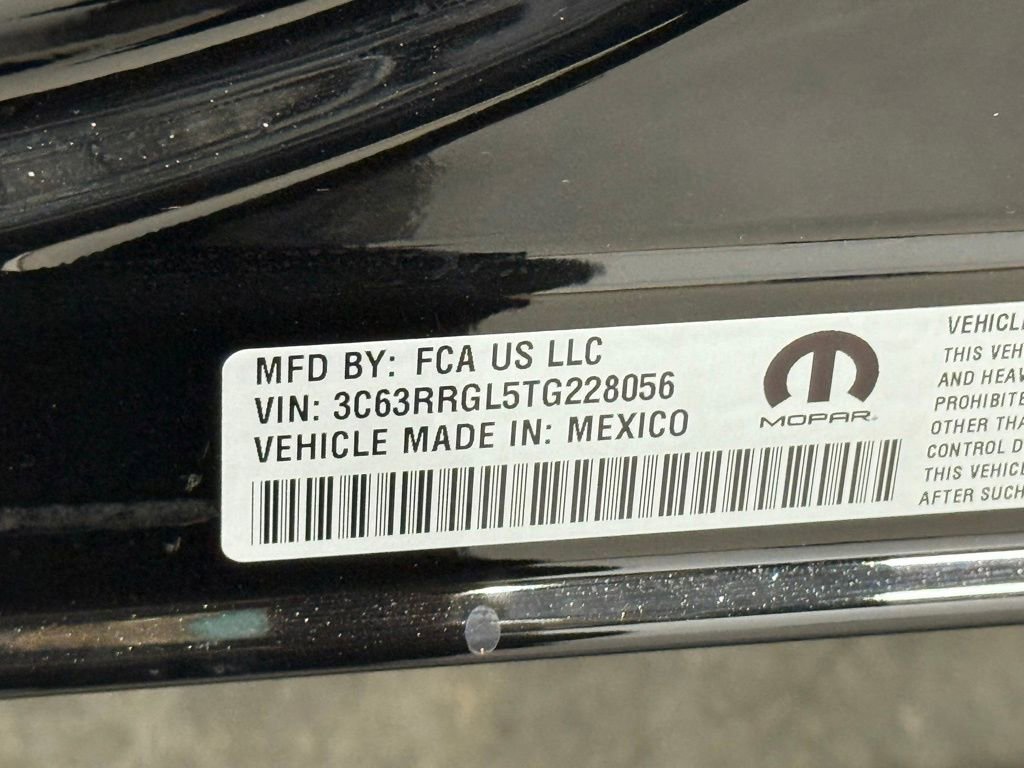 MFD BY: FCA US LLC
VIN: 3C63RRGL5TG228056
VEHICLE MADE IN: MEXICO
MOPAR
THIS VEH
AND HEAV
PROHIBITE
OTHER THA
CONTROL D
THIS VEHICL
AFTER SUCH